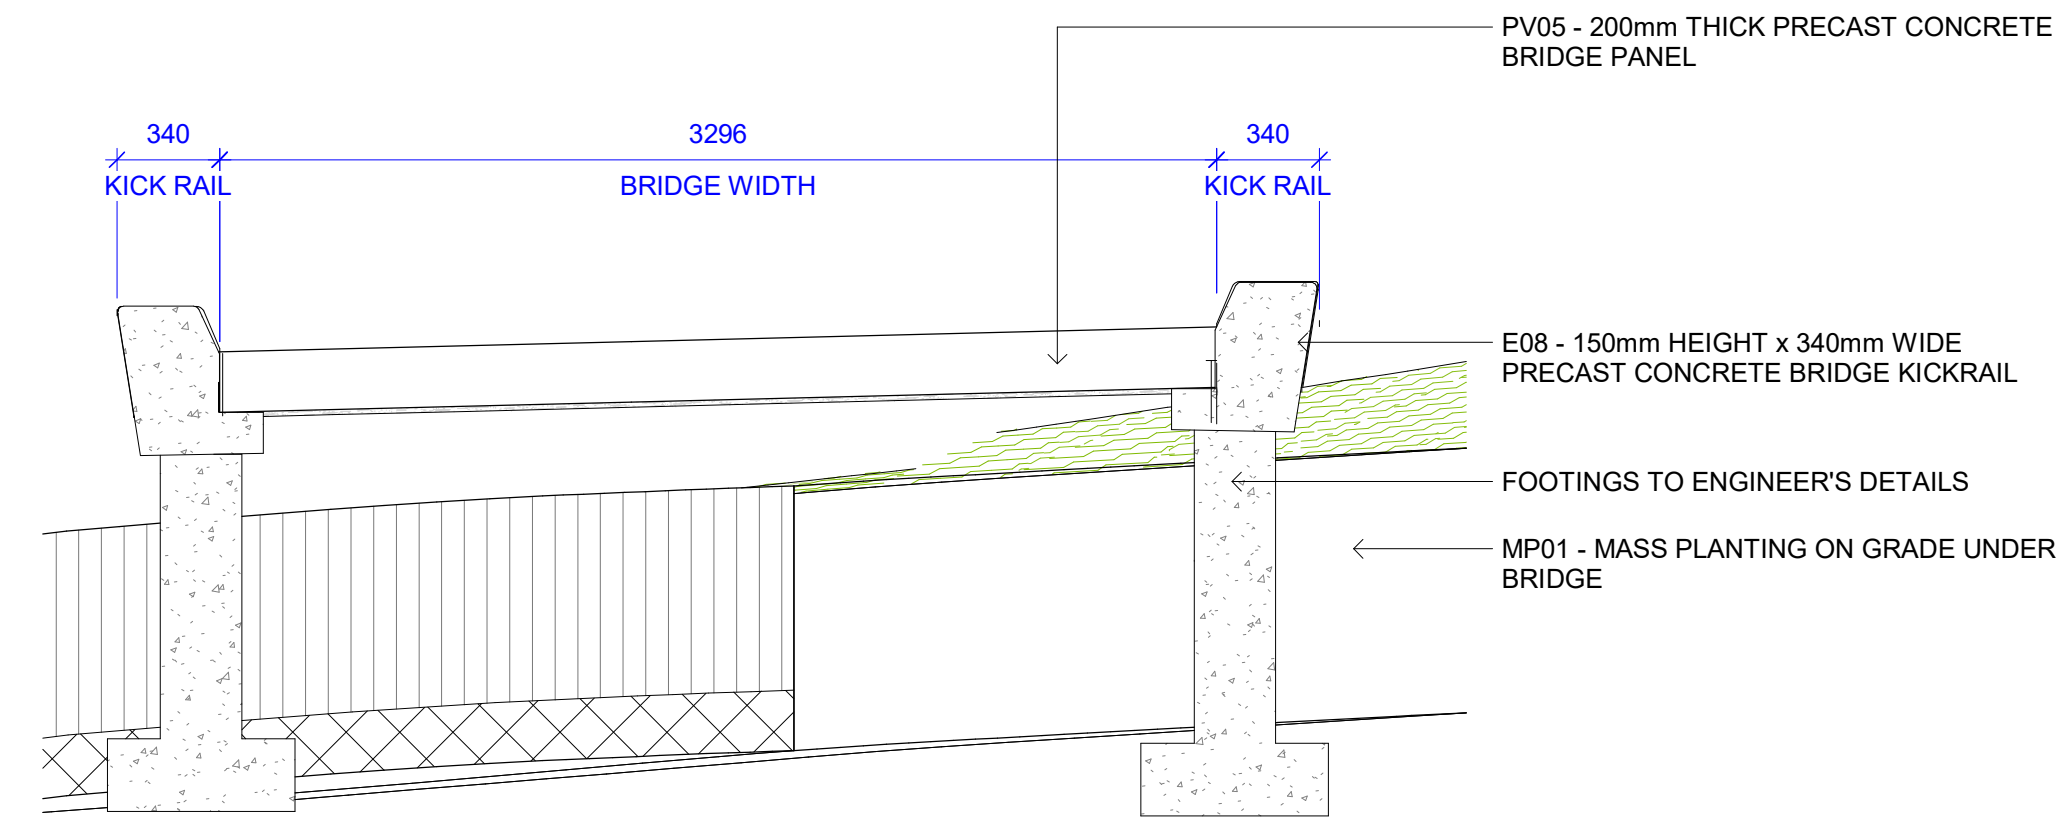 PV05 - 200mm THICK PRECAST CONCRETE
BRIDGE PANEL
340
3296
340
KICK RAIL
BRIDGE WIDTH
KICK RAIL
E08 - 150mm HEIGHT x 340mm WIDE
PRECAST CONCRETE BRIDGE KICKRAIL
FOOTINGS TO ENGINEER'S DETAILS
MP01 - MASS PLANTING ON GRADE UNDER
BRIDGE